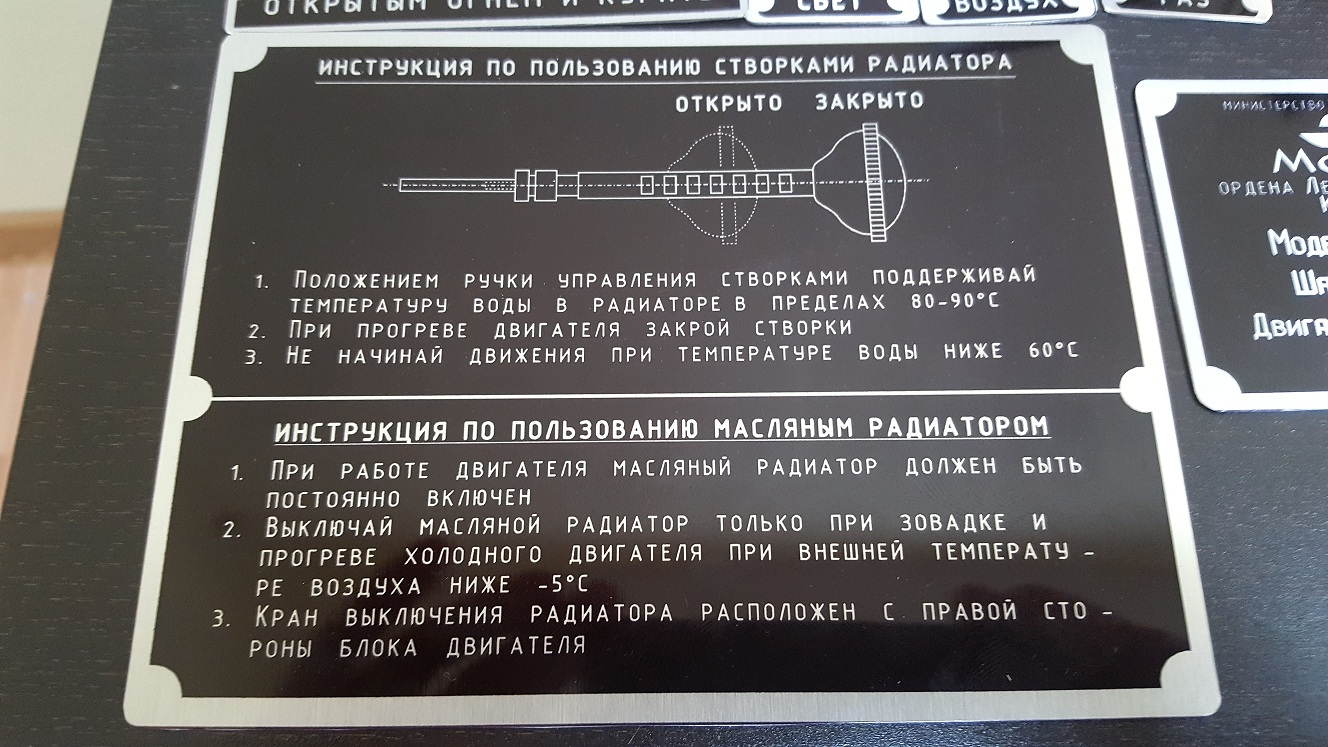 ОТКРЫТЫМ ОГНЕМ И
СВЕТ
ВОЗДУХ
ГАЗ
ИНСТРУКЦИЯ ПО ПОЛЬЗОВАНИЮ СТВОРКАМИ РАДИАТОРА
ОТКРЫТО ЗАКРЫТО
1. ПОЛОЖЕНИЕМ РУЧКИ УПРАВЛЕНИЯ СТВОРКАМИ ПОДДЕРЖИВАЙ
ТЕМПЕРАТУРУ ВОДЫ В РАДИАТОРЕ В ПРЕДЕЛАХ 80-90°С
2. ПРИ ПРОГРЕВЕ ДВИГАТЕЛЯ ЗАКРОЙ СТВОРКИ
3. НЕ НАЧИНАЙ ДВИЖЕНИЯ ПРИ ТЕМПЕРАТУРЕ ВОДЫ НИЖЕ 60°С
ИНСТРУКЦИЯ ПО ПОЛЬЗОВАНИЮ МАСЛЯНЫМ РАДИАТОРОМ
1. ПРИ РАБОТЕ ДВИГАТЕЛЯ МАСЛЯНЫЙ РАДИАТОР ДОЛЖЕН БЫТЬ
ПОСТОЯННО ВКЛЮЧЕН
2. ВЫКЛЮЧАЙ МАСЛЯНОЙ РАДИАТОР ТОЛЬКО ПРИ ЗОВАДКЕ И
ПРОГРЕВЕ ХОЛОДНОГО ДВИГАТЕЛЯ ПРИ ВНЕШНЕЙ ТЕМПЕРАТУ-
РЕ ВОЗДУХА НИЖЕ -5°С
3. КРАН ВЫКЛЮЧЕНИЯ РАДИАТОРА РАСПОЛОЖЕН С ПРАВОЙ СТО-
РОНЫ БЛОКА ДВИГАТЕЛЯ
МИНИСТЕРСТВО
ОРДЕНА